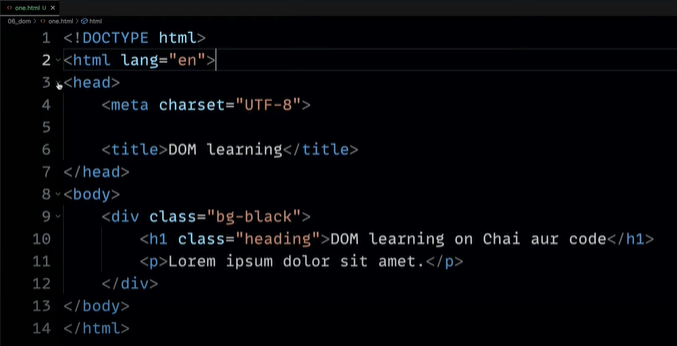 one.html U ×
06_dom > one.html > html
1 <!DOCTYPE html>
2 <html lang="en">
3 <head>
4     <meta charset="UTF-8">
5
6     <title>DOM learning</title>
7 </head>
8 <body>
9     <div class="bg-black">
10         <h1 class="heading">DOM learning on Chai aur code</h1>
11         <p>Lorem ipsum dolor sit amet.</p>
12     </div>
13 </body>
14 </html>